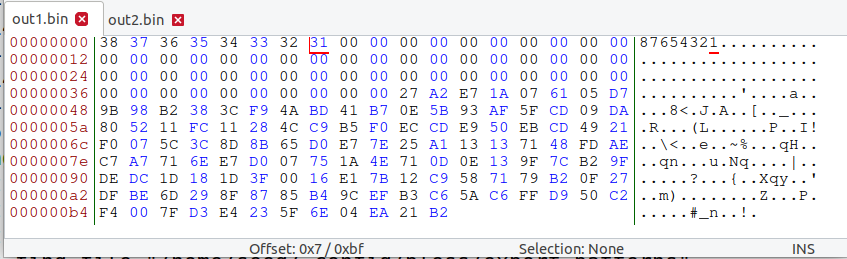 out1.bin out2.bin
00000000 38 37 36 35 34 33 32 31 00 00 00 00 00 00 00 00 00 00 87654321..........
00000012 00 00 00 00 00 00 00 00 00 00 00 00 00 00 00 00 00 00 ..................
00000024 00 00 00 00 00 00 00 00 00 00 00 00 00 00 00 00 00 00 ..................
00000036 00 00 00 00 00 00 00 00 00 00 27 A2 E7 1A 07 61 05 D7 ..........'....a..
00000048 9B 98 B2 38 3C F9 4A BD 41 B7 0E 5B 93 AF 5F CD 09 DA ...8<.J.A..[.._...
0000005a 80 52 11 FC 11 28 4C C9 B5 F0 EC CD E9 50 EB CD 49 21 .R...(L......P..I!
0000006c F0 07 5C 3C 8D 8B 65 D0 E7 7E 25 A1 13 13 71 48 FD AE ..\<..e..~%...qH..
0000007e C7 A7 71 6E E7 D0 07 75 1A 4E 71 0D 0E 13 9F 7C B2 9F ..qn...u.Nq....|..
00000090 DE DC 1D 18 1D 3F 00 16 E1 7B 12 C9 58 71 79 B2 0F 27 .....?...{..Xqy..'
000000a2 DF BE 6D 29 8F 87 85 B4 9C EF B3 C6 5A C6 FF D9 50 C2 ..m)........Z...P.
000000b4 F4 00 7F D3 E4 23 5F 6E 04 EA 21 B2 .....#_n..!.
Offset: 0x7 / 0xbf Selection: None INS